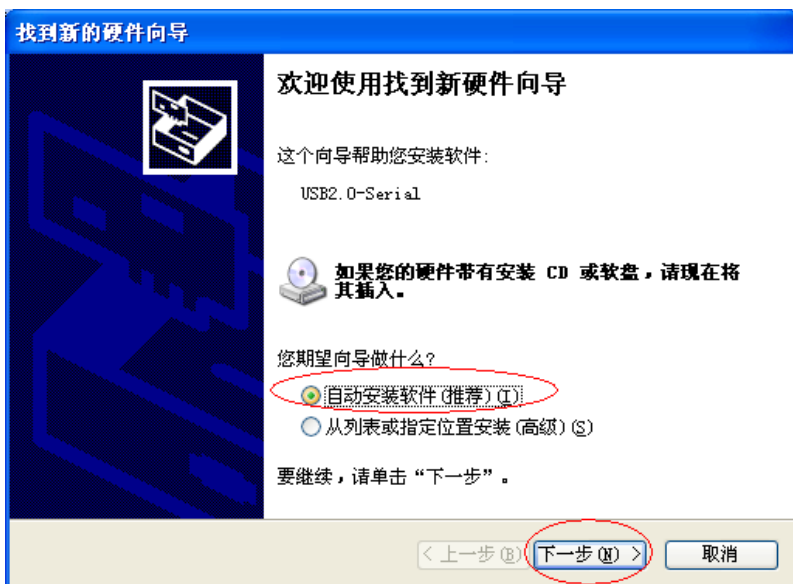 找到新的硬件向导
欢迎使用找到新硬件向导
这个向导帮助您安装软件:
USB2.0-Serial
如果您的硬件带有安装 CD 或软盘，请现在将
其插入。
您期望向导做什么?
自动安装软件(推荐)(I)
从列表或指定位置安装(高级)(S)
要继续，请单击“下一步”。
< 上一步(B) 下一步(N) > 取消